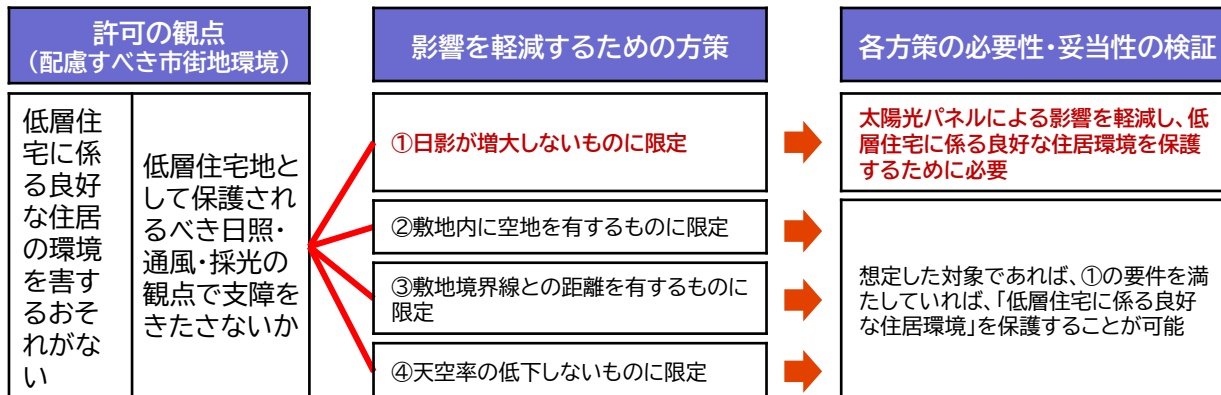 許可の観点
（配慮すべき市街地環境）
影響を軽減するための方策
各方策の必要性・妥当性の検証
低層住
宅に係
る良好
な住居
の環境
を害す
るおそ
れがな
い
低層住宅地と
して保護され
るべき日照・
通風・採光の
観点で支障を
きたさないか
①日影が増大しないものに限定
太陽光パネルによる影響を軽減し、低
層住宅に係る良好な住居環境を保護
するために必要
②敷地内に空地を有するものに限定
③敷地境界線との距離を有するものに
限定
④天空率の低下しないものに限定
想定した対象であれば、①の要件を満
たしていれば、「低層住宅に係る良好
な住居環境」を保護することが可能